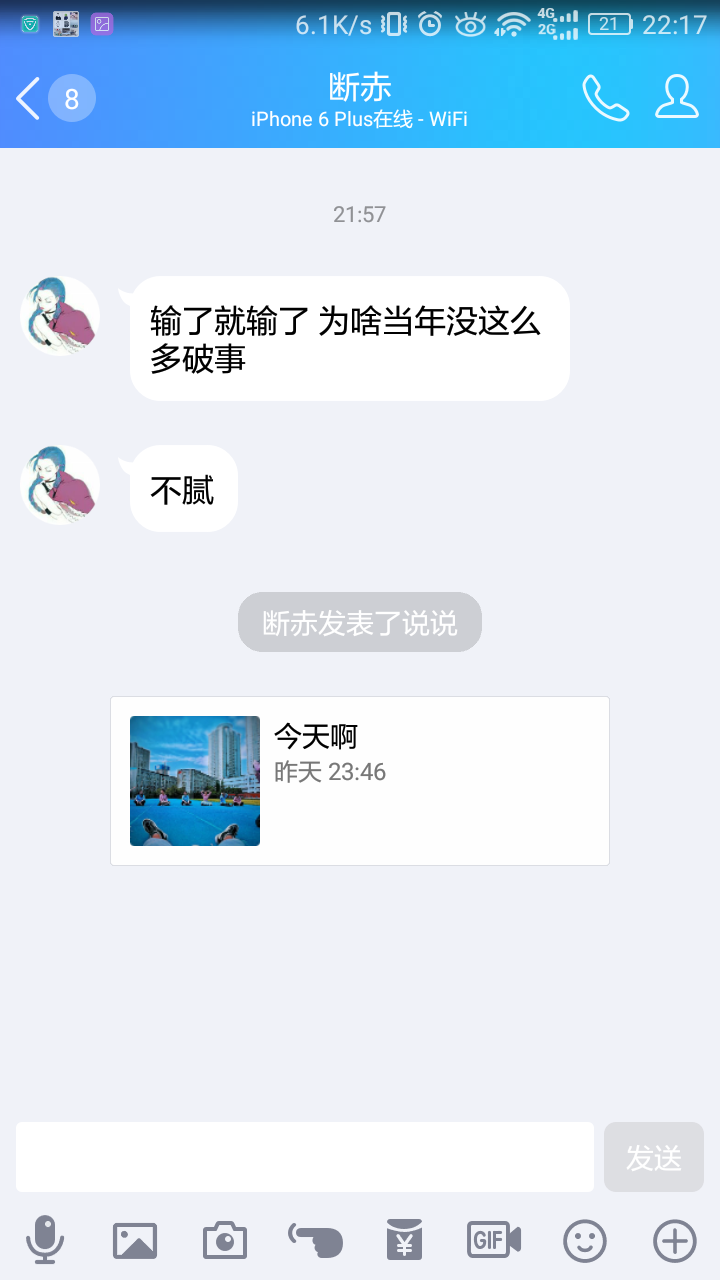 6.1K/s 4G 2G 21 22:17
8
断赤
iPhone 6 Plus在线 - WiFi
21:57
输了就输了 为啥当年没这么
多破事
不腻
断赤发表了说说
今天啊
昨天 23:46
发送
GIF